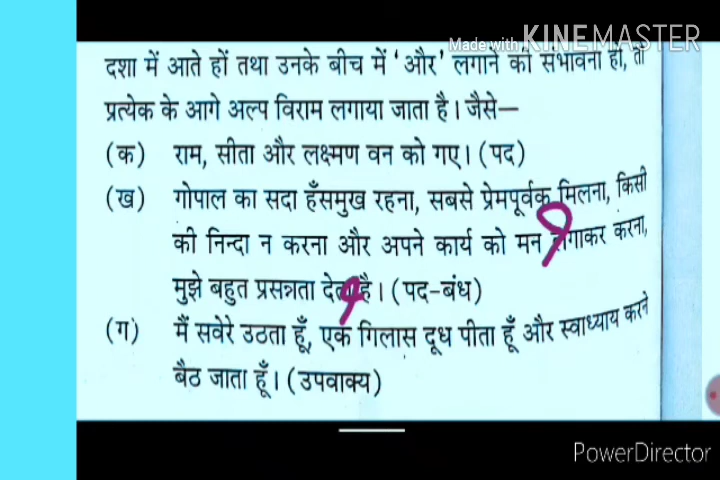 Made with KINEMASTER
दशा में आते हों तथा उनके बीच में ' और ' लगाने की संभावना हो, तो
प्रत्येक के आगे अल्प विराम लगाया जाता है। जैसे—
(क) राम, सीता और लक्ष्मण वन को गए। (पद)
(ख) गोपाल का सदा हँसमुख रहना, सबसे प्रेमपूर्वक मिलना, किसी
की निन्दा न करना और अपने कार्य को मन लगाकर करना,
मुझे बहुत प्रसन्नता देता है। (पद-बंध)
(ग) मैं सवेरे उठता हूँ, एक गिलास दूध पीता हूँ और स्वाध्याय करने
बैठ जाता हूँ। (उपवाक्य)
PowerDirector